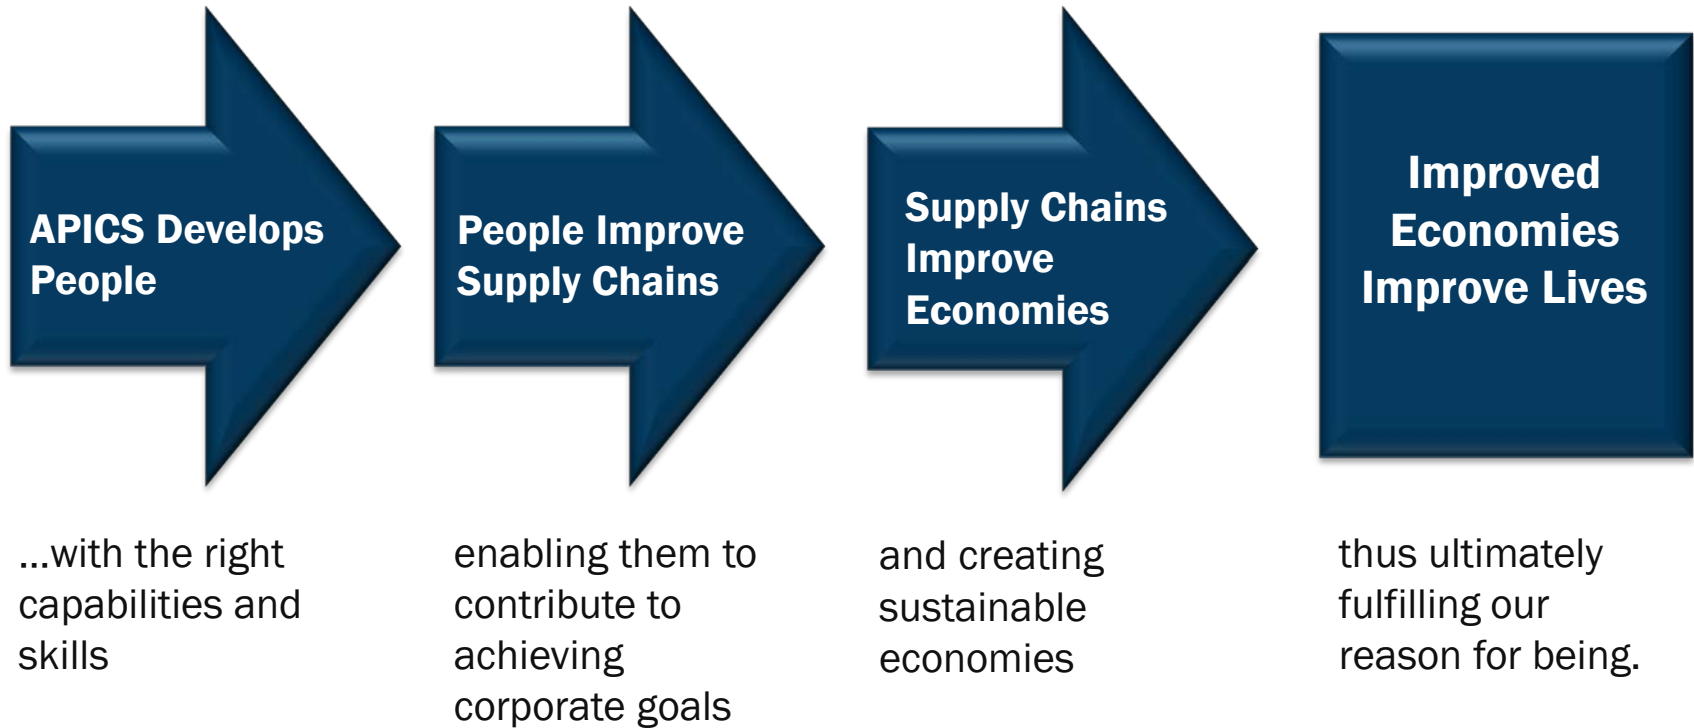 APICS Develops
People
People Improve
Supply Chains
Supply Chains
Improve
Economies
Improved
Economies
Improve Lives
...with the right
capabilities and
skills
enabling them to
contribute to
achieving
corporate goals
and creating
sustainable
economies
thus ultimately
fulfilling our
reason for being.